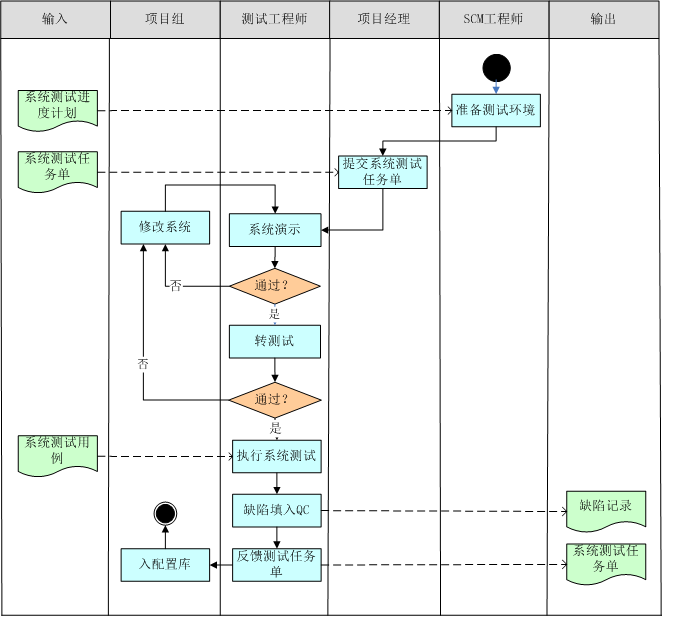 输入
项目组
测试工程师
项目经理
SCM工程师
输出
系统测试进
度计划
准备测试环境
系统测试任
务单
提交系统测试
任务单
修改系统
系统演示
否
通过?
是
转测试
否
通过?
是
系统测试用
例
执行系统测试
缺陷填入QC
缺陷记录
入配置库
反馈测试任务
单
系统测试任
务单